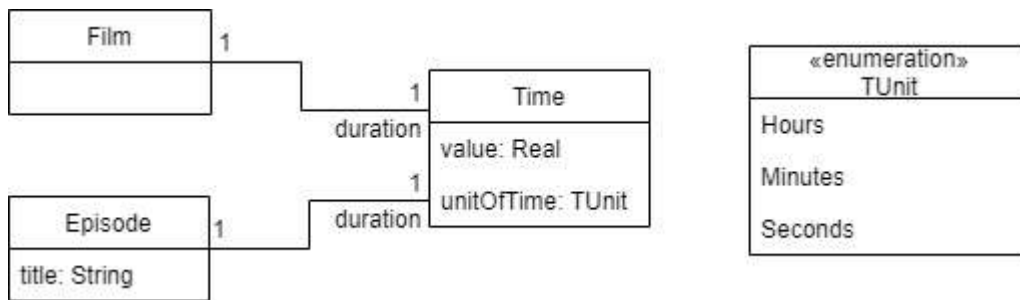 Film
1
1
duration
Time
value: Real
unitOfTime: TUnit
1
duration
Episode
1
title: String
«enumeration»
TUnit
Hours
Minutes
Seconds